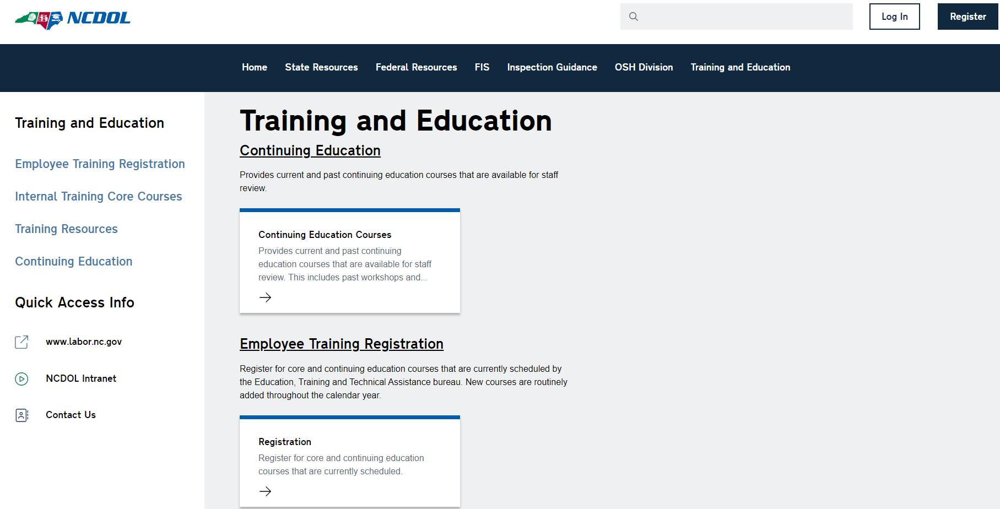 NCDOL
Log In
Register
Home
State Resources
Federal Resources
FIS
Inspection Guidance
OSH Division
Training and Education
Training and Education
Employee Training Registration
Internal Training Core Courses
Training Resources
Continuing Education
Quick Access Info
www.labor.nc.gov
NCDOL Intranet
Contact Us
Training and Education
Continuing Education
Provides current and past continuing education courses that are available for staff
review.
Continuing Education Courses
Provides current and past continuing
education courses that are available for staff
review. This includes past workshops and...
Employee Training Registration
Register for core and continuing education courses that are currently scheduled by
the Education, Training and Technical Assistance bureau. New courses are routinely
added throughout the calendar year.
Registration
Register for core and continuing education
courses that are currently scheduled.